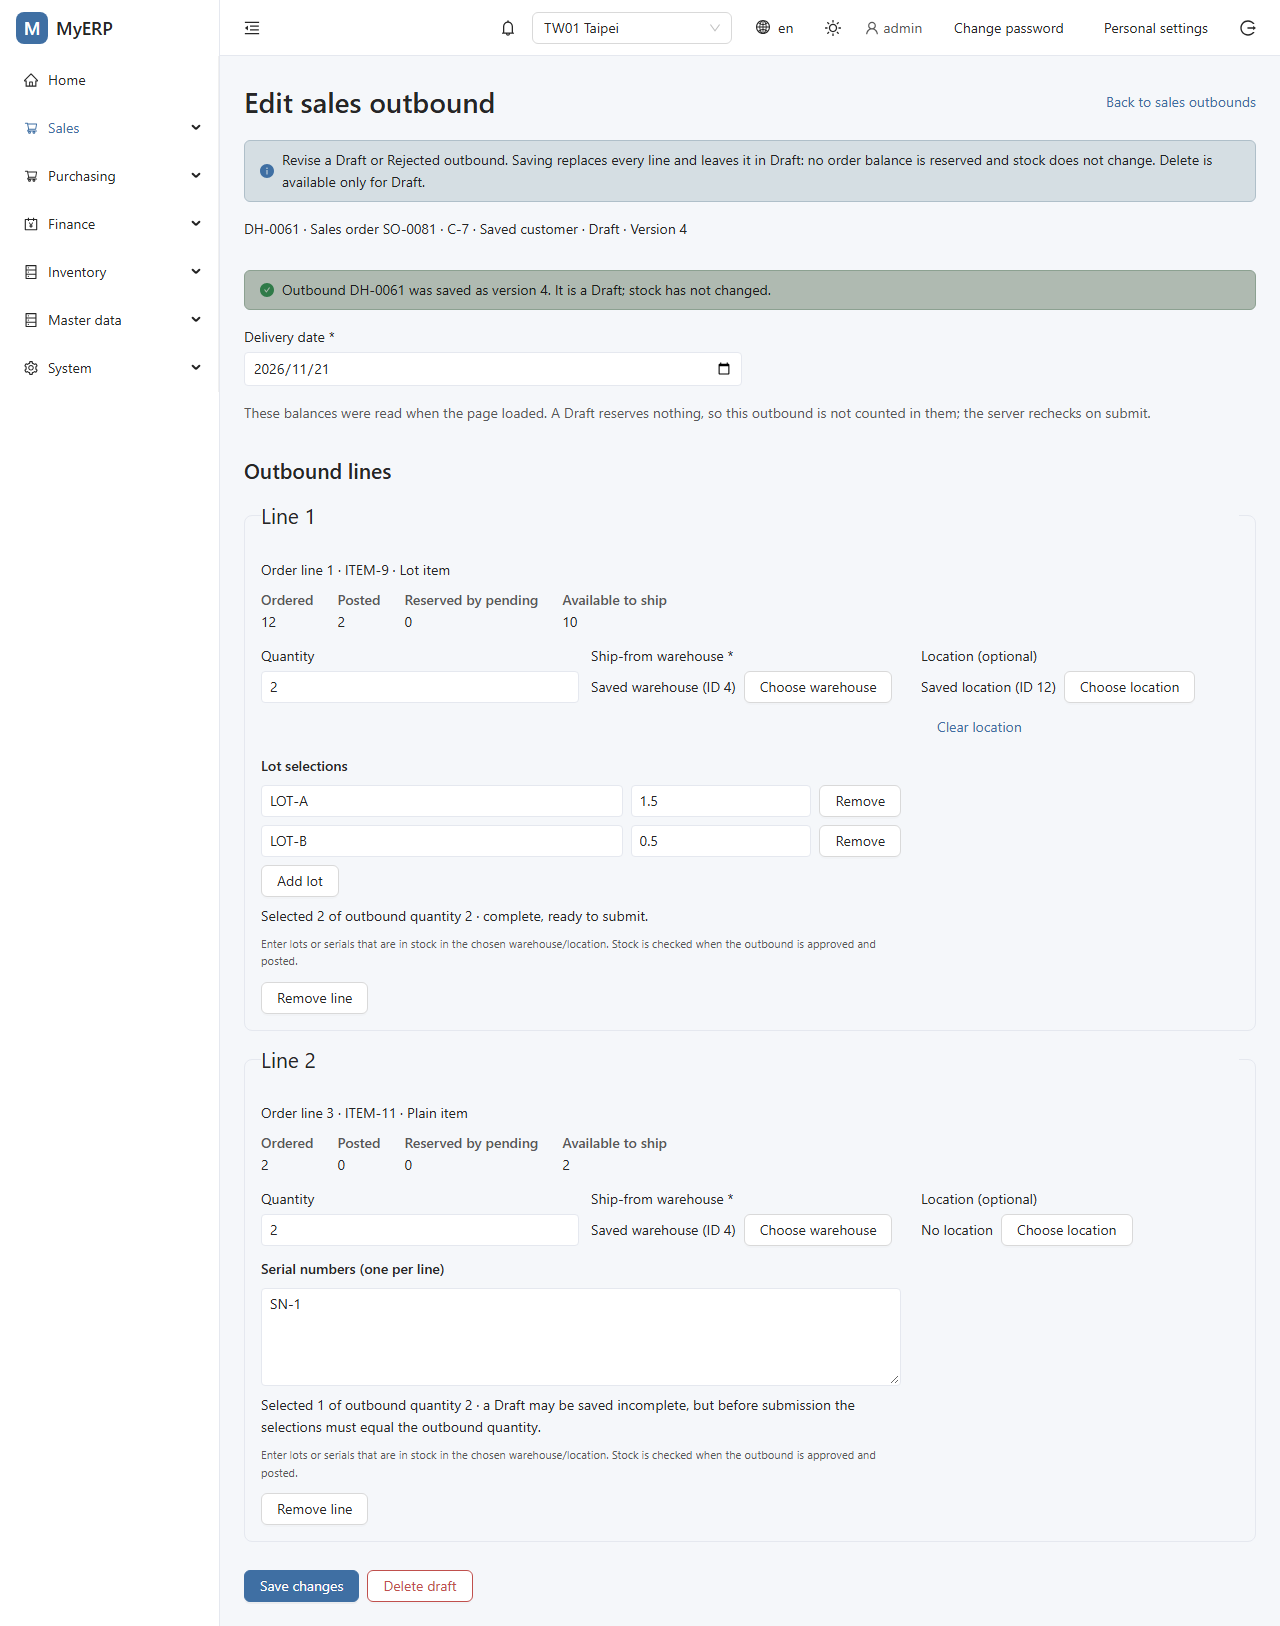 M MyERP
TW01 Taipei
en
admin
Change password
Personal settings
Home
Sales
Purchasing
Finance
Inventory
Master data
System
Edit sales outbound
Back to sales outbounds
Revise a Draft or Rejected outbound. Saving replaces every line and leaves it in Draft: no order balance is reserved and stock does not change. Delete is
available only for Draft.
DH-0061 · Sales order SO-0081 · C-7 · Saved customer · Draft · Version 4
Outbound DH-0061 was saved as version 4. It is a Draft; stock has not changed.
Delivery date *
2026/11/21
These balances were read when the page loaded. A Draft reserves nothing, so this outbound is not counted in them; the server rechecks on submit.
Outbound lines
Line 1
Order line 1 · ITEM-9 · Lot item
Ordered Posted Reserved by pending Available to ship
12 2 0 10
Quantity Ship-from warehouse * Location (optional)
2 Saved warehouse (ID 4) Choose warehouse Saved location (ID 12) Choose location
Clear location
Lot selections
LOT-A 1.5 Remove
LOT-B 0.5 Remove
Add lot
Selected 2 of outbound quantity 2 · complete, ready to submit.
Enter lots or serials that are in stock in the chosen warehouse/location. Stock is checked when the outbound is approved and
posted.
Remove line
Line 2
Order line 3 · ITEM-11 · Plain item
Ordered Posted Reserved by pending Available to ship
2 0 0 2
Quantity Ship-from warehouse * Location (optional)
2 Saved warehouse (ID 4) Choose warehouse No location Choose location
Serial numbers (one per line)
SN-1
Selected 1 of outbound quantity 2 · a Draft may be saved incomplete, but before submission the
selections must equal the outbound quantity.
Enter lots or serials that are in stock in the chosen warehouse/location. Stock is checked when the outbound is approved and
posted.
Remove line
Save changes Delete draft